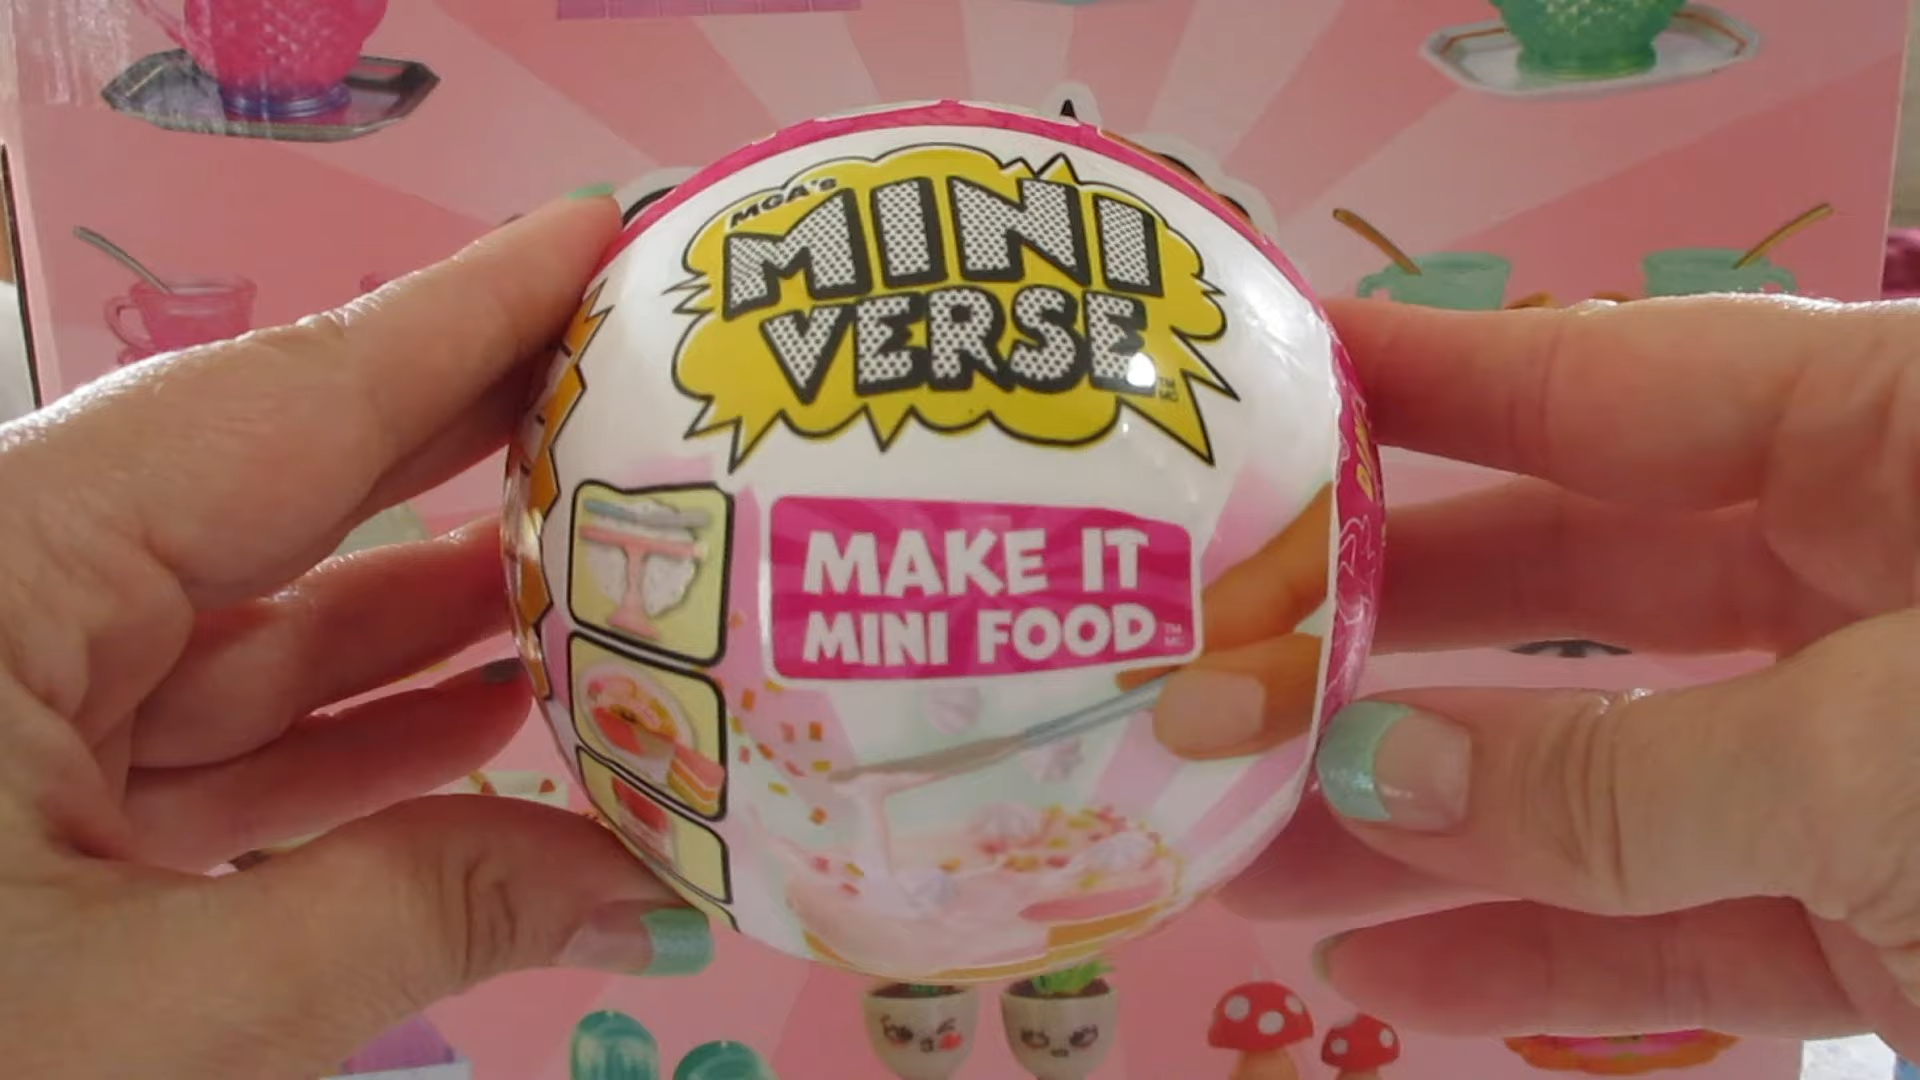 MGA's
MINI
VERSE
TM
MAKE IT
MINI FOOD
TM